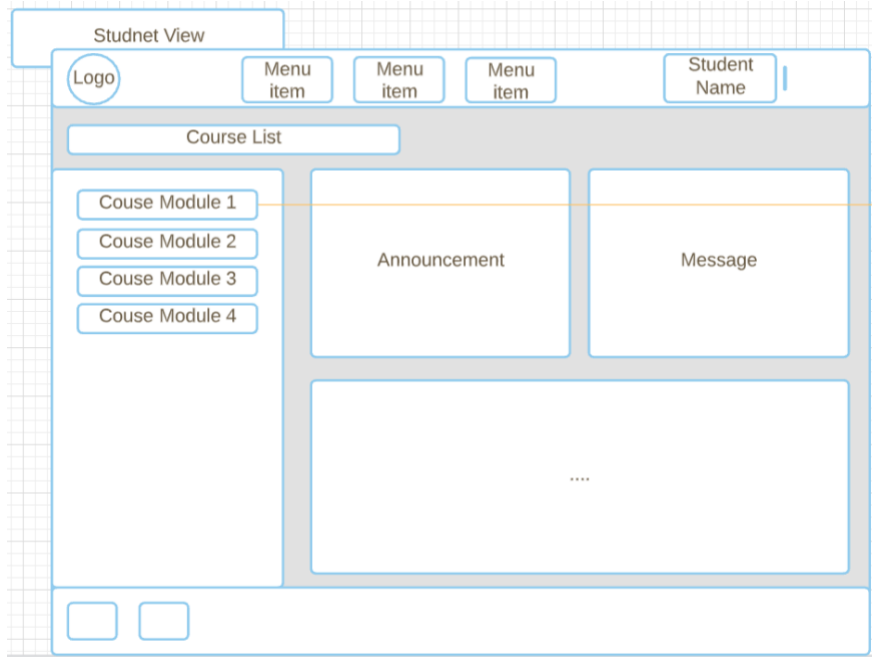 Studnet View
Logo
Menu
item
Menu
item
Menu
item
Student
Name
Course List
Couse Module 1
Couse Module 2
Couse Module 3
Couse Module 4
Announcement
Message
....